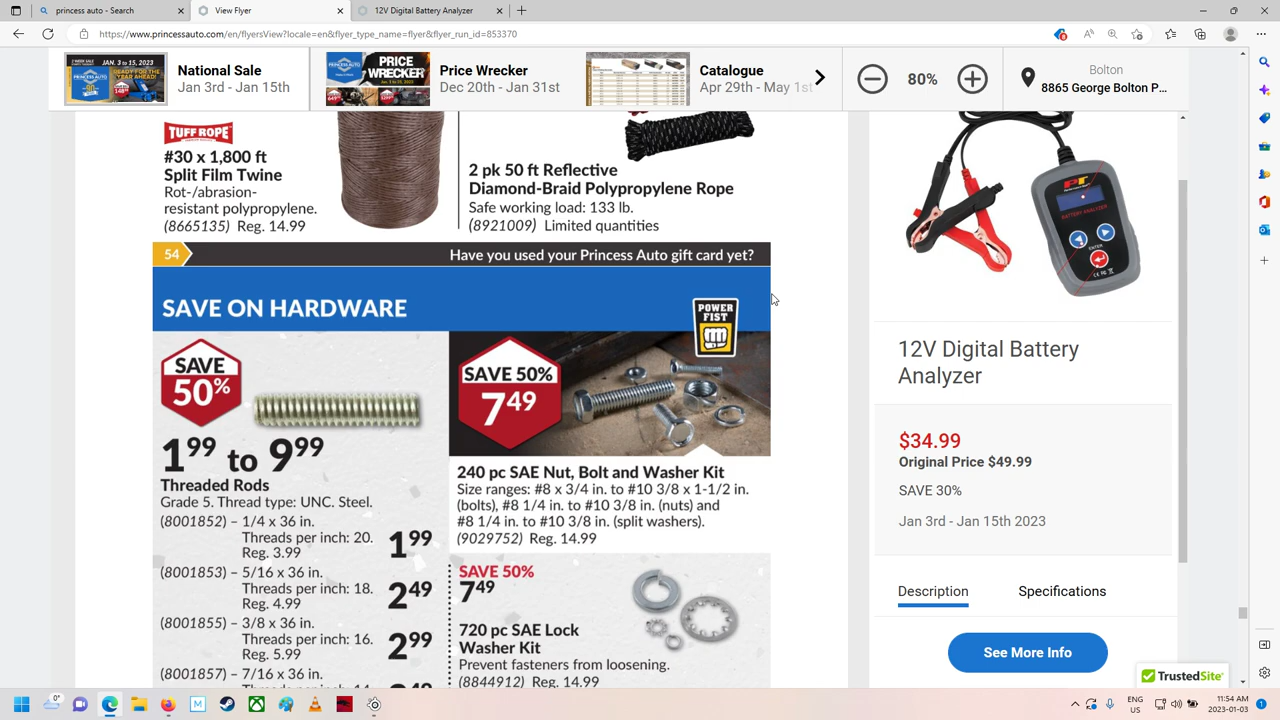 princess auto - Search
View Flyer
12V Digital Battery Analyzer
https://www.princessauto.com/en/flyersView?locale=en&flyer_type_name=flyer&flyer_run_id=853370
National Sale
Jan 3rd - Jan 15th
Price Wrecker
Dec 20th - Jan 31st
Catalogue
Apr 29th - May 1st
80%
Bolton
8865 George Bolton P...
TUFF ROPE
#30 x 1,800 ft
Split Film Twine
Rot-/abrasion-
resistant polypropylene.
(8665135) Reg. 14.99
2 pk 50 ft Reflective
Diamond-Braid Polypropylene Rope
Safe working load: 133 lb.
(8921009) Limited quantities
54
Have you used your Princess Auto gift card yet?
SAVE ON HARDWARE
POWER
FIST
SAVE
50%
1 99 to 9 99
Threaded Rods
Grade 5. Thread type: UNC. Steel.
(8001852) – 1/4 x 36 in.
Threads per inch: 20.
Reg. 3.99
1 99
(8001853) – 5/16 x 36 in.
Threads per inch: 18.
Reg. 4.99
2 49
(8001855) – 3/8 x 36 in.
Threads per inch: 16.
Reg. 5.99
2 99
(8001857) – 7/16 x 36 in.
SAVE 50%
7 49
240 pc SAE Nut, Bolt and Washer Kit
Size ranges: #8 x 3/4 in. to #10 3/8 x 1-1/2 in.
(bolts), #8 1/4 in. to #10 3/8 in. (nuts) and
#8 1/4 in. to #10 3/8 in. (split washers).
(9029752) Reg. 14.99
SAVE 50%
7 49
720 pc SAE Lock
Washer Kit
Prevent fasteners from loosening.
(8844912) Reg. 14.99
BATTERY ANALYZER
ENTER
12V Digital Battery
Analyzer
$34.99
Original Price $49.99
SAVE 30%
Jan 3rd - Jan 15th 2023
Description
Specifications
See More Info
TrustedSite
ENG
US
11:54 AM
2023-01-03